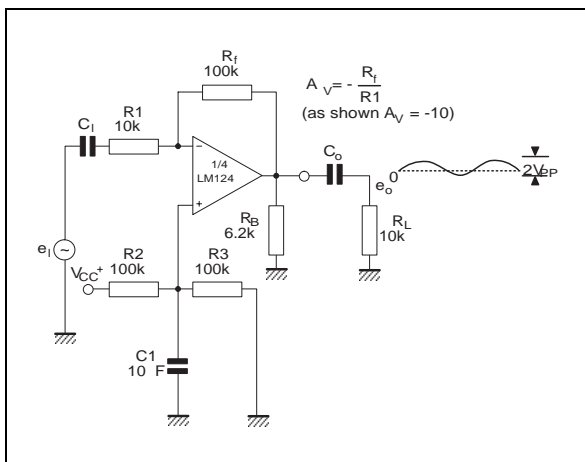 Rf
100k
A V = - Rf
R1
(as shown AV = -10)
CI
R1
10k
1/4
LM124
Co
0
eo
2VPP
RB
6.2k
RL
10k
eI
VCC+
R2
100k
R3
100k
C1
10 F